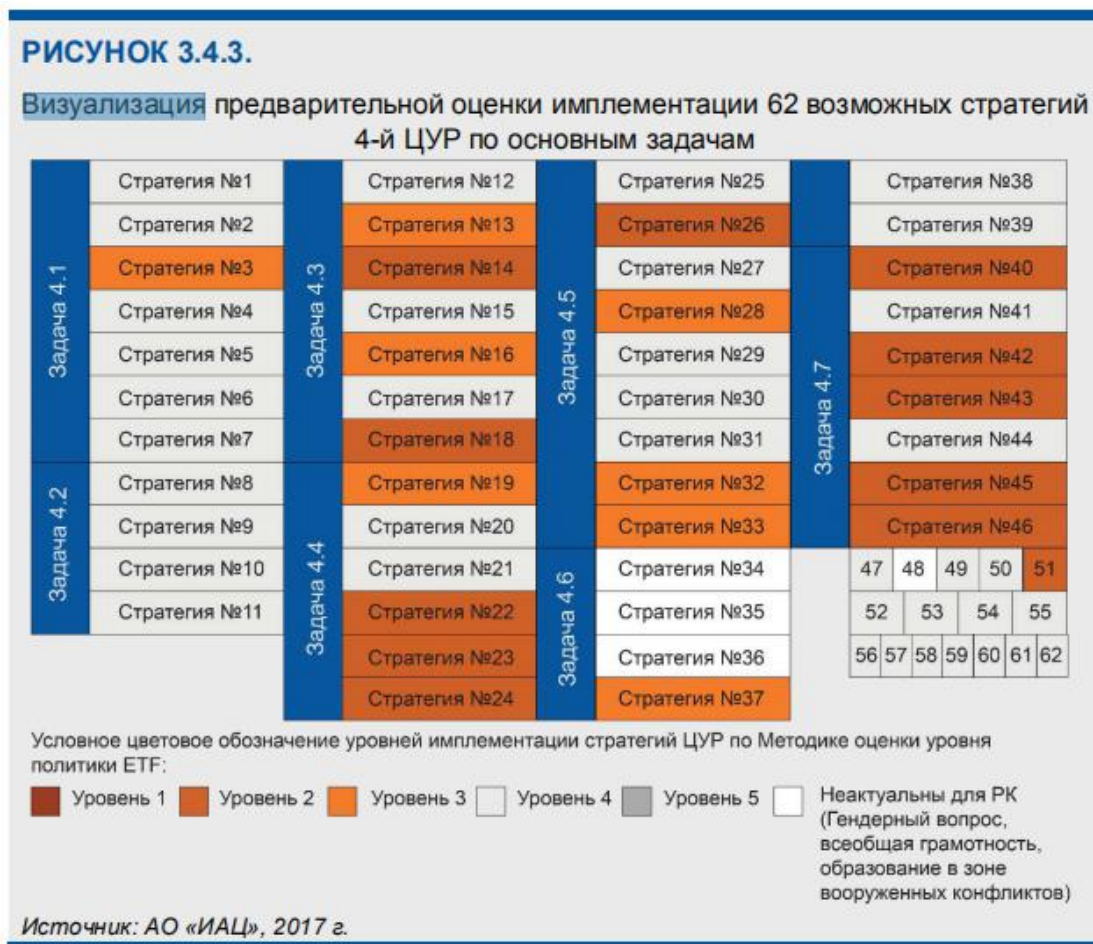 РИСУНОК 3.4.3.
Визуализация предварительной оценки имплементации 62 возможных стратегий
4-й ЦУР по основным задачам
Задача 4.1
Стратегия №1
Стратегия №2
Стратегия №3
Стратегия №4
Стратегия №5
Стратегия №6
Стратегия №7
Задача 4.2
Стратегия №8
Стратегия №9
Стратегия №10
Стратегия №11
Задача 4.3
Стратегия №12
Стратегия №13
Стратегия №14
Стратегия №15
Стратегия №16
Стратегия №17
Стратегия №18
Задача 4.4
Стратегия №19
Стратегия №20
Стратегия №21
Стратегия №22
Стратегия №23
Стратегия №24
Задача 4.5
Стратегия №25
Стратегия №26
Стратегия №27
Стратегия №28
Стратегия №29
Стратегия №30
Стратегия №31
Стратегия №32
Стратегия №33
Задача 4.6
Стратегия №34
Стратегия №35
Стратегия №36
Стратегия №37
Стратегия №38
Стратегия №39
Задача 4.7
Стратегия №40
Стратегия №41
Стратегия №42
Стратегия №43
Стратегия №44
Стратегия №45
Стратегия №46
47 48 49 50 51
52 53 54 55
56 57 58 59 60 61 62
Условное цветовое обозначение уровней имплементации стратегий ЦУР по Методике оценки уровня
политики ETF:
Уровень 1 Уровень 2 Уровень 3 Уровень 4 Уровень 5 Неактуальны для РК
(Гендерный вопрос,
всеобщая грамотность,
образование в зоне
вооруженных конфликтов)
Источник: АО «ИАЦ», 2017 г.